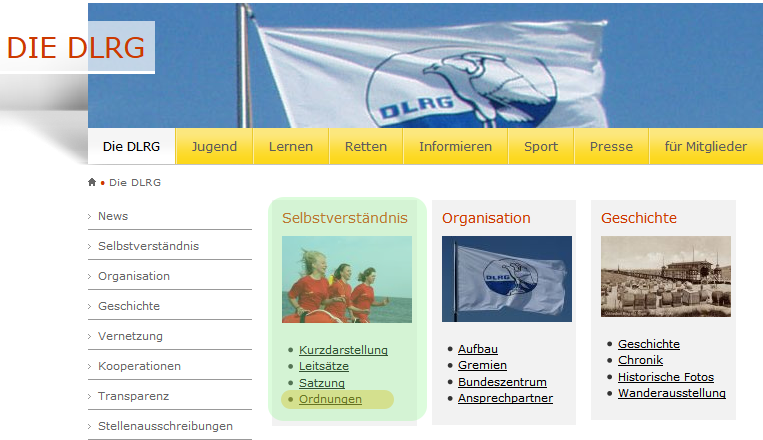 DIE DLRG
DLRG
Die DLRG
Jugend
Lernen
Retten
Informieren
Sport
Presse
für Mitglieder
Die DLRG
News
Selbstverständnis
Organisation
Geschichte
Vernetzung
Kooperationen
Transparenz
Stellenausschreibungen
Selbstverständnis
Kurzdarstellung
Leitsätze
Satzung
Ordnungen
Organisation
DLRG
Aufbau
Gremien
Bundeszentrum
Ansprechpartner
Geschichte
Geschichte
Chronik
Historische Fotos
Wanderausstellung